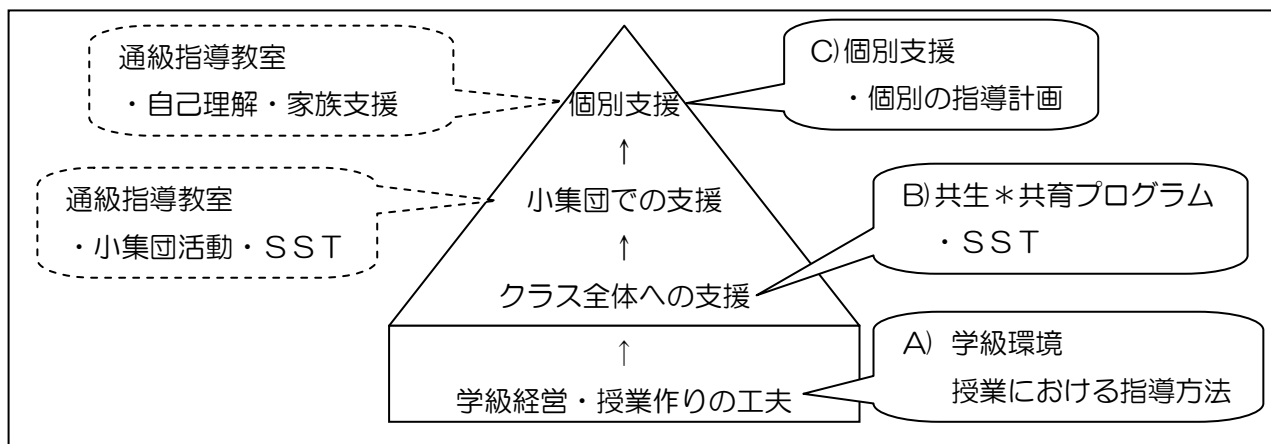 通級指導教室
・自己理解・家族支援
通級指導教室
・小集団活動・ＳＳＴ
個別支援
↑
小集団での支援
↑
クラス全体への支援
↑
学級経営・授業作りの工夫
C)個別支援
・個別の指導計画
B)共生＊共育プログラム
・ＳＳＴ
A) 学級環境
授業における指導方法